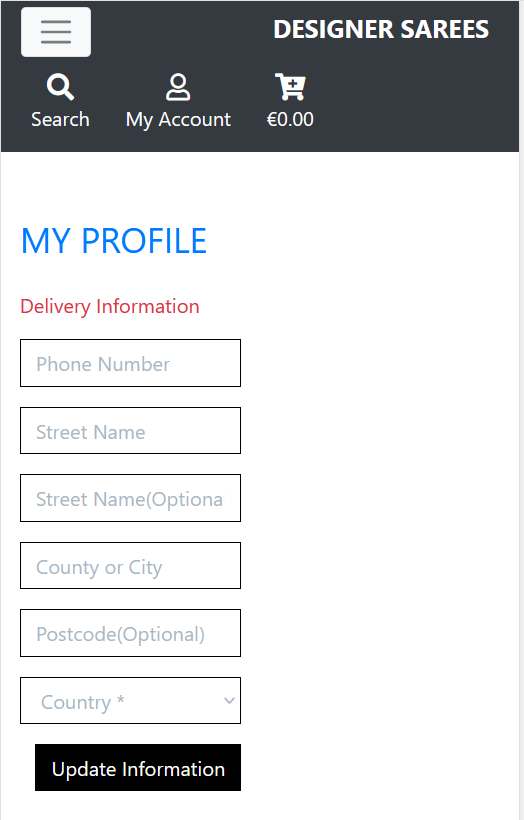 DESIGNER SAREES
Search My Account €0.00
MY PROFILE
Delivery Information
Phone Number
Street Name
Street Name(Optiona
County or City
Postcode(Optional)
Country *
Update Information